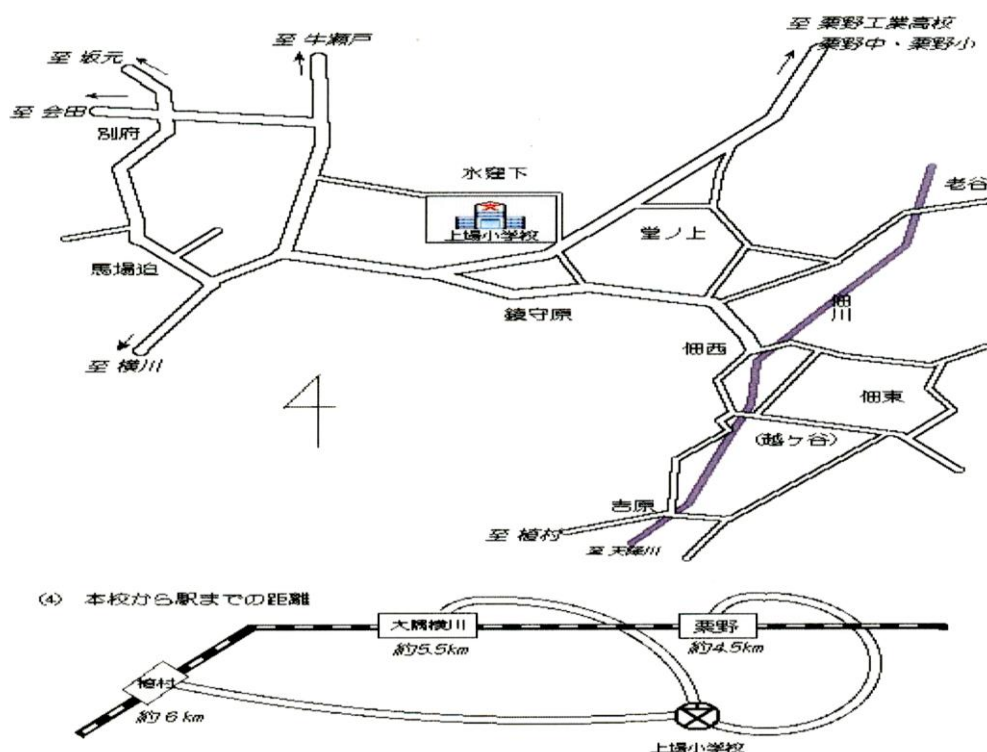 至 栗野工業高校
栗野中・栗野小
至 牛瀬戸
至 坂元
至 会田
別府
水窪下
老谷
上場小学校
堂ノ上
馬場迫
鎮守原
佃川
佃西
至 横川
佃東
(越ヶ谷)
吉原
至 植村
至 天降川
(4) 本校から駅までの距離
大隅横川
栗野
約5.5km
約4.5km
植村
約6km
上場小学校